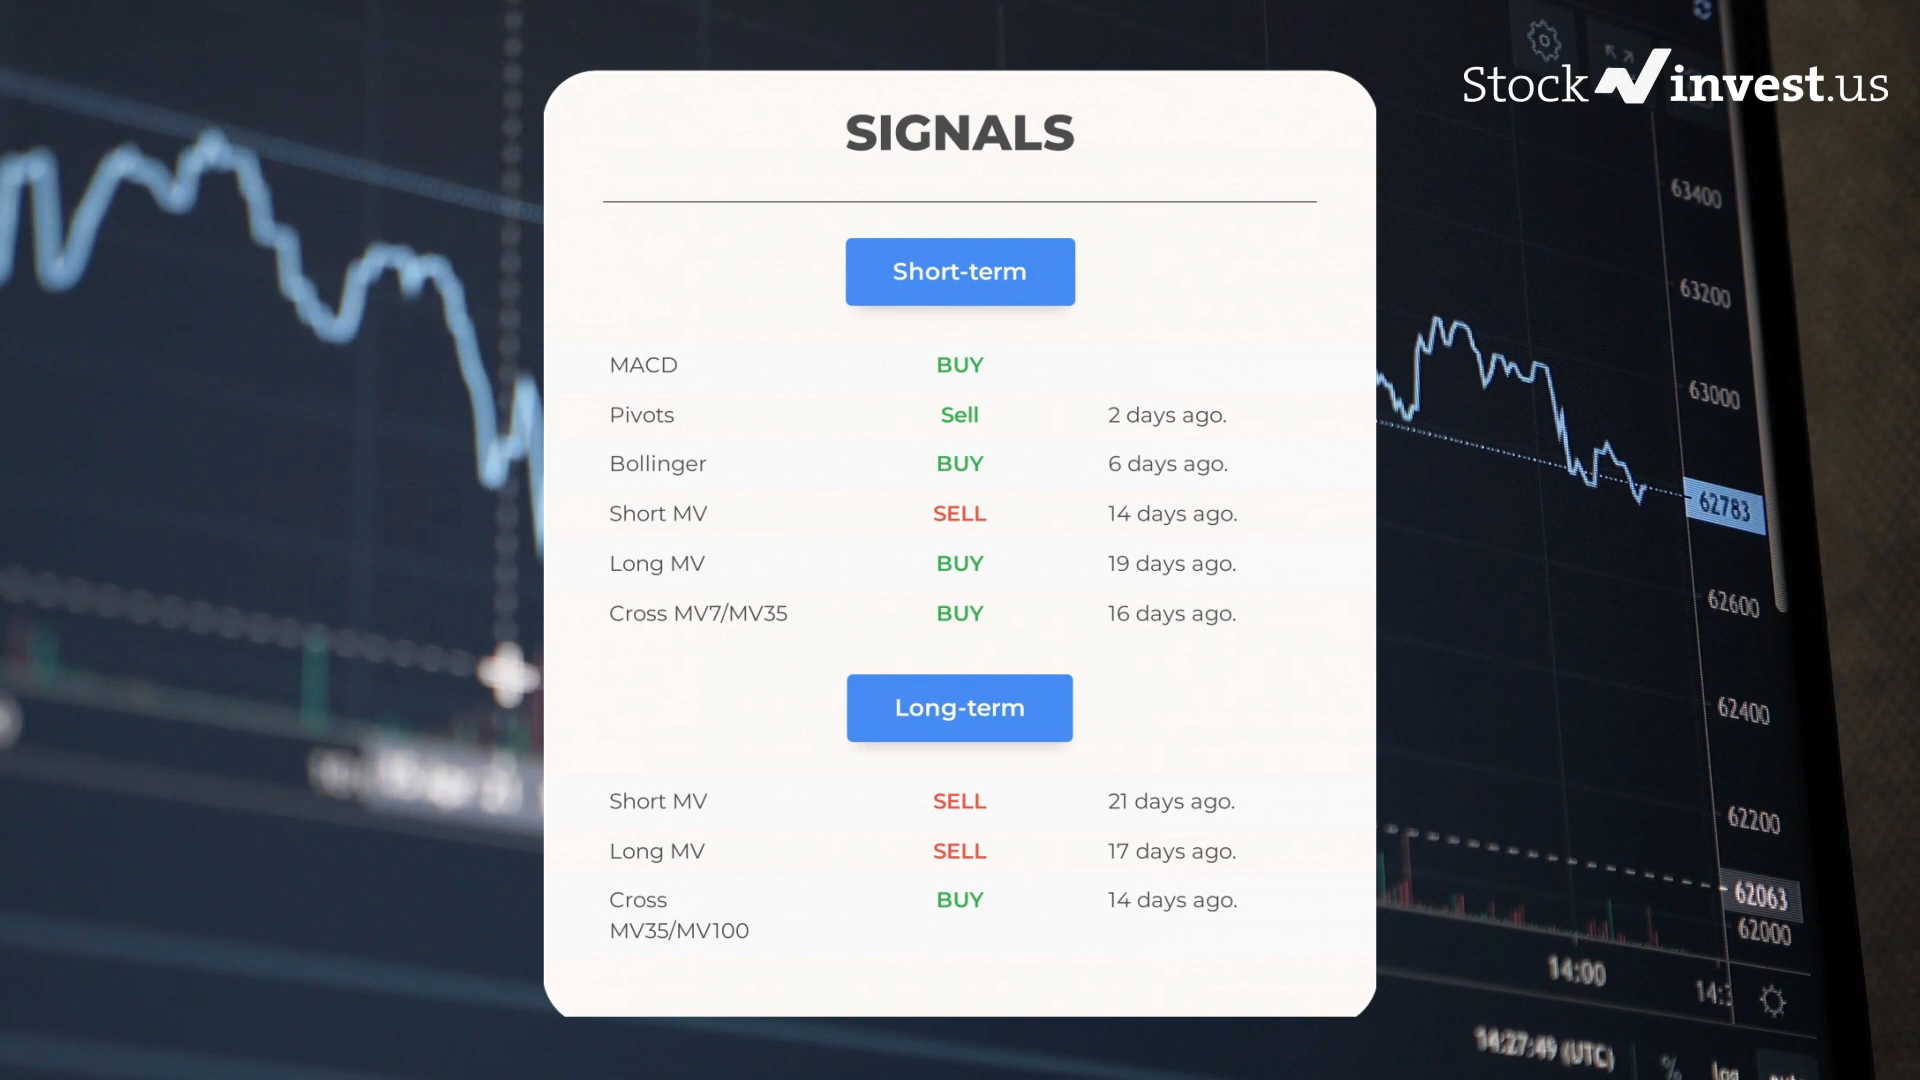 Stock invest.us
SIGNALS
Short-term
MACD BUY
Pivots Sell 2 days ago.
Bollinger BUY 6 days ago.
Short MV SELL 14 days ago.
Long MV BUY 19 days ago.
Cross MV7/MV35 BUY 16 days ago.
Long-term
Short MV SELL 21 days ago.
Long MV SELL 17 days ago.
Cross BUY 14 days ago.
MV35/MV100
63400
63200
63000
62783
62600
62400
62200
62063
62000
14:00
14:27:49 (UTC)
%
log